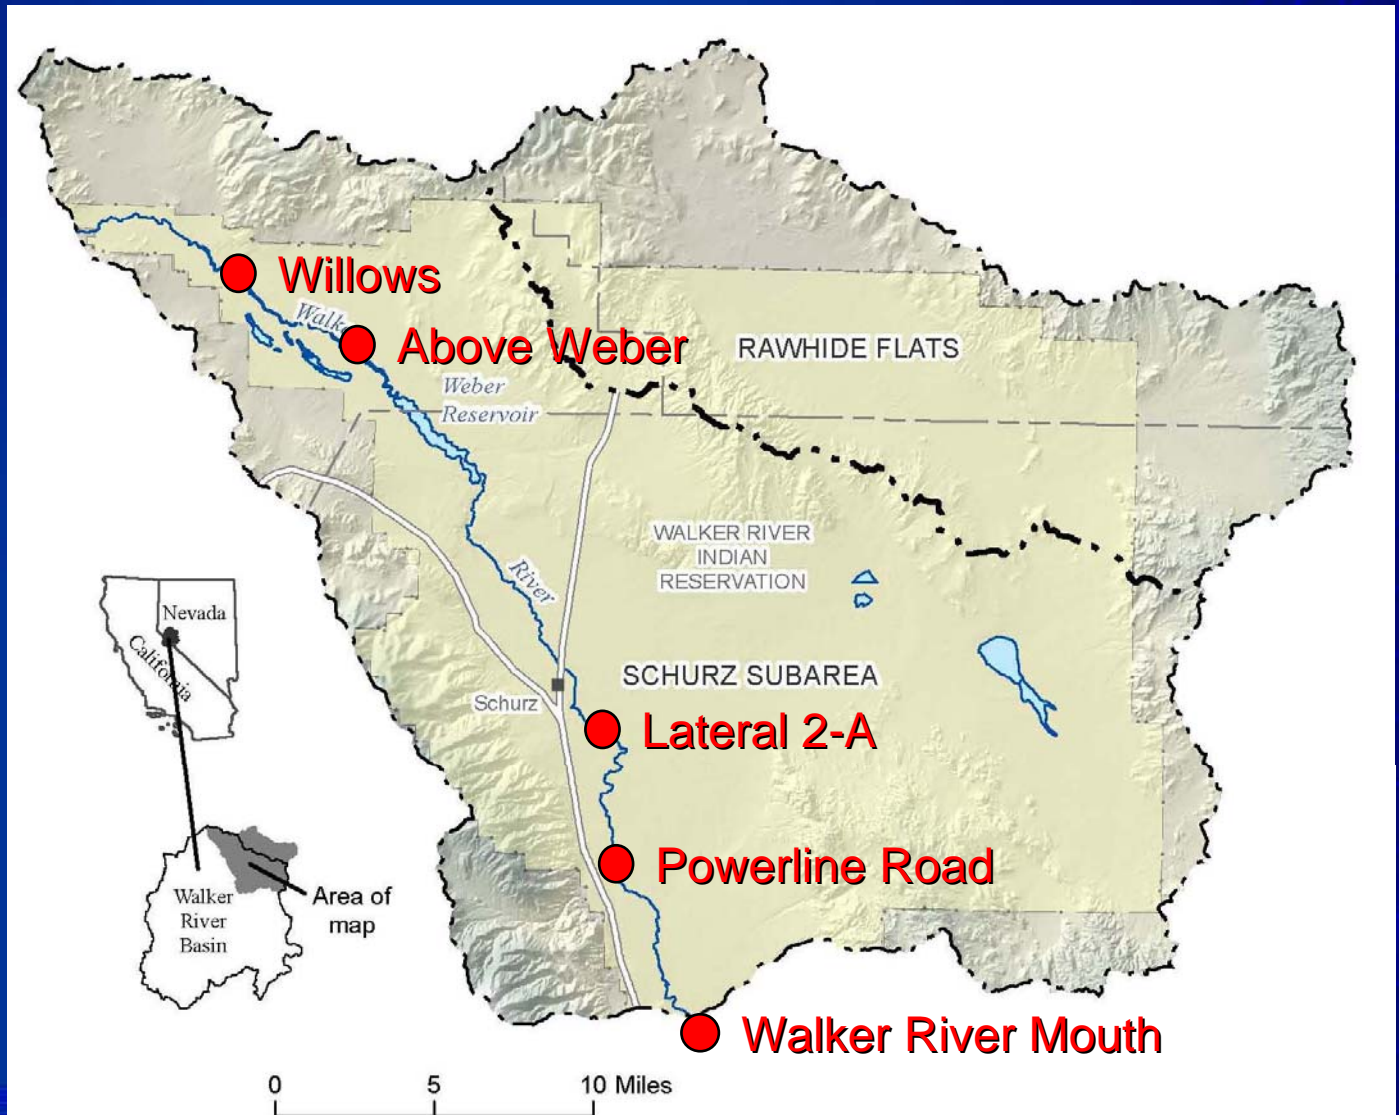 Willows
Walke
Above Weber
RAWHIDE FLATS
Weber
Reservoir
WALKER RIVER
INDIAN
RESERVATION
River
Nevada
California
SCHURZ SUBAREA
Schurz
Lateral 2-A
Powerline Road
Walker
River
Basin
Area of
map
Walker River Mouth
0 5 10 Miles